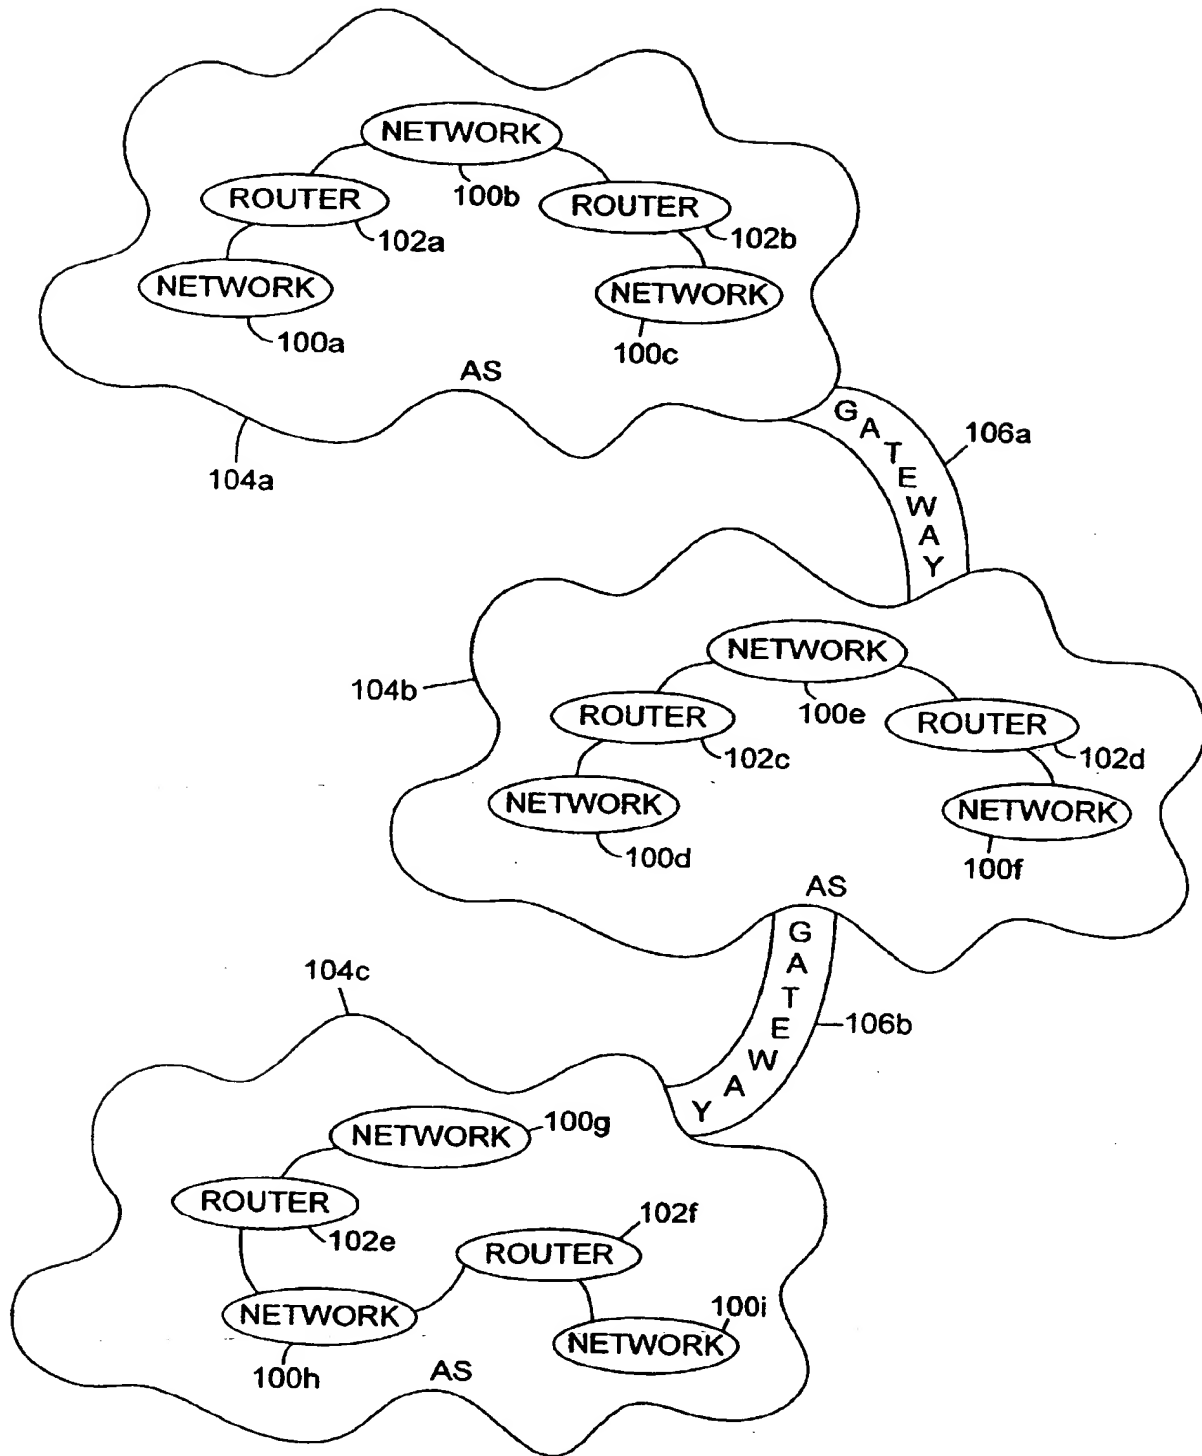 NETWORK
100b
ROUTER
102a
ROUTER
102b
NETWORK
100a
NETWORK
100c
AS
104a
GATEWAY
106a
NETWORK
100e
104b
ROUTER
102c
ROUTER
102d
NETWORK
100d
NETWORK
100f
AS
GATEWAY
106b
104c
NETWORK
100g
ROUTER
102e
ROUTER
102f
NETWORK
100h
NETWORK
100i
AS